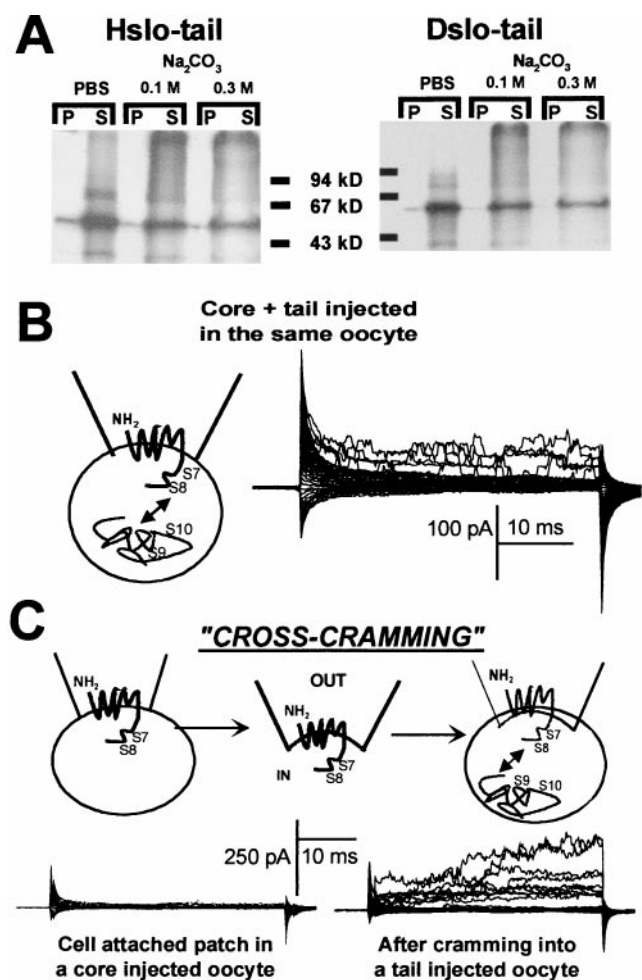 A
Hslo-tail
Dslo-tail
Na₂CO₃
Na₂CO₃
PBS
0.1 M
0.3 M
PBS
0.1 M
0.3 M
P S
P S
P S
P S
P S
P S
94 kD
67 kD
43 kD
B
Core + tail injected
in the same oocyte
NH₂
S7
S8
S10
S9
100 pA
10 ms
C
"CROSS-CRAMMING"
NH₂
S7
S8
OUT
NH₂
S7
S8
IN
NH₂
S7
S8
S9
S10
250 pA
10 ms
Cell attached patch in
a core injected oocyte
After cramming into
a tail injected oocyte